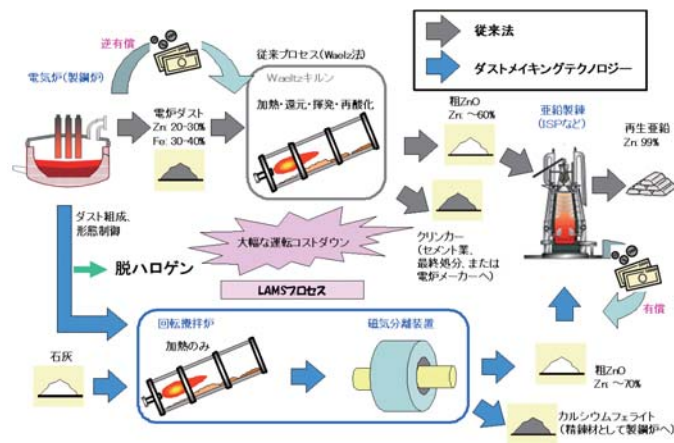 従来法
ダストメイキングテクノロジー
逆有償
電気炉(製鋼炉)
従来プロセス(Waelz法)
Waeltzキルン
加熱・還元・揮発・再酸化
電炉ダスト
Zn: 20-30%
Fe: 30-40%
粗ZnO
Zn: ～60%
亜鉛製錬
(ISPなど)
再生亜鉛
Zn: 99%
クリンカー
(セメント業、
最終処分、または
電炉メーカーへ)
ダスト組成、
形態制御
大幅な運転コストダウン
脱ハロゲン
LAMSプロセス
有償
回転攪拌炉
加熱のみ
磁気分離装置
石灰
粗ZnO
Zn: ～70%
カルシウムフェライト
(精錬材として製鋼炉へ)